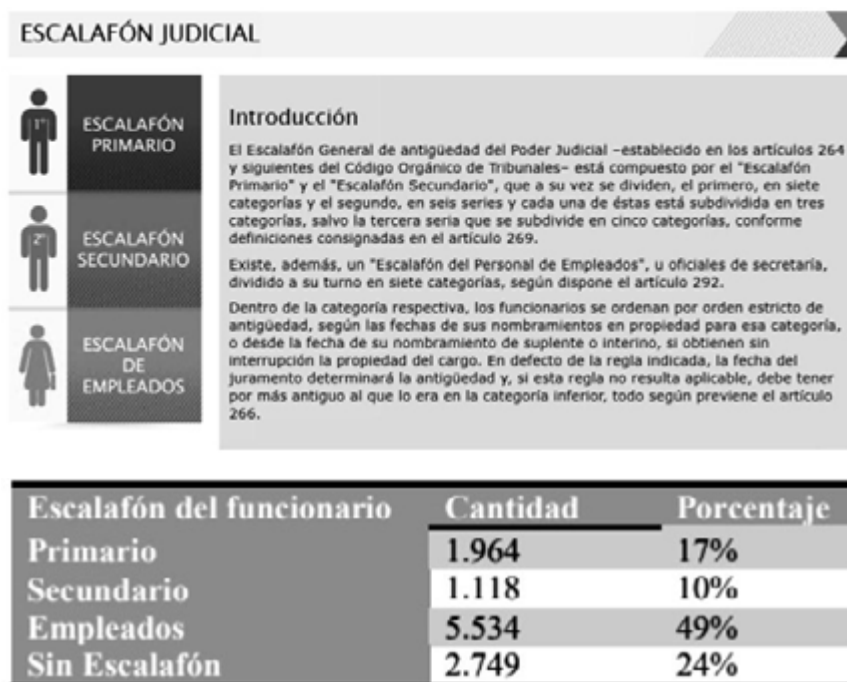 ESCALAFÓN JUDICIAL
1°
ESCALAFÓN
PRIMARIO
2°
ESCALAFÓN
SECUNDARIO
ESCALAFÓN
DE
EMPLEADOS
Introducción
El Escalafón General de antigüedad del Poder Judicial –establecido en los artículos 264
y siguientes del Código Orgánico de Tribunales– está compuesto por el "Escalafón
Primario" y el "Escalafón Secundario", que a su vez se dividen, el primero, en siete
categorías y el segundo, en seis series y cada una de éstas está subdividida en tres
categorías, salvo la tercera seria que se subdivide en cinco categorías, conforme
definiciones consignadas en el artículo 269.
Existe, además, un "Escalafón del Personal de Empleados", u oficiales de secretaría,
dividido a su turno en siete categorías, según dispone el artículo 292.
Dentro de la categoría respectiva, los funcionarios se ordenan por orden estricto de
antigüedad, según las fechas de sus nombramientos en propiedad para esa categoría,
o desde la fecha de su nombramiento de suplente o interino, si obtienen sin
interrupción la propiedad del cargo. En defecto de la regla indicada, la fecha del
juramento determinará la antigüedad y, si esta regla no resulta aplicable, debe tener
por más antiguo al que lo era en la categoría inferior, todo según previene el artículo
266.
Escalafón del funcionario Cantidad Porcentaje
Primario 1.964 17%
Secundario 1.118 10%
Empleados 5.534 49%
Sin Escalafón 2.749 24%